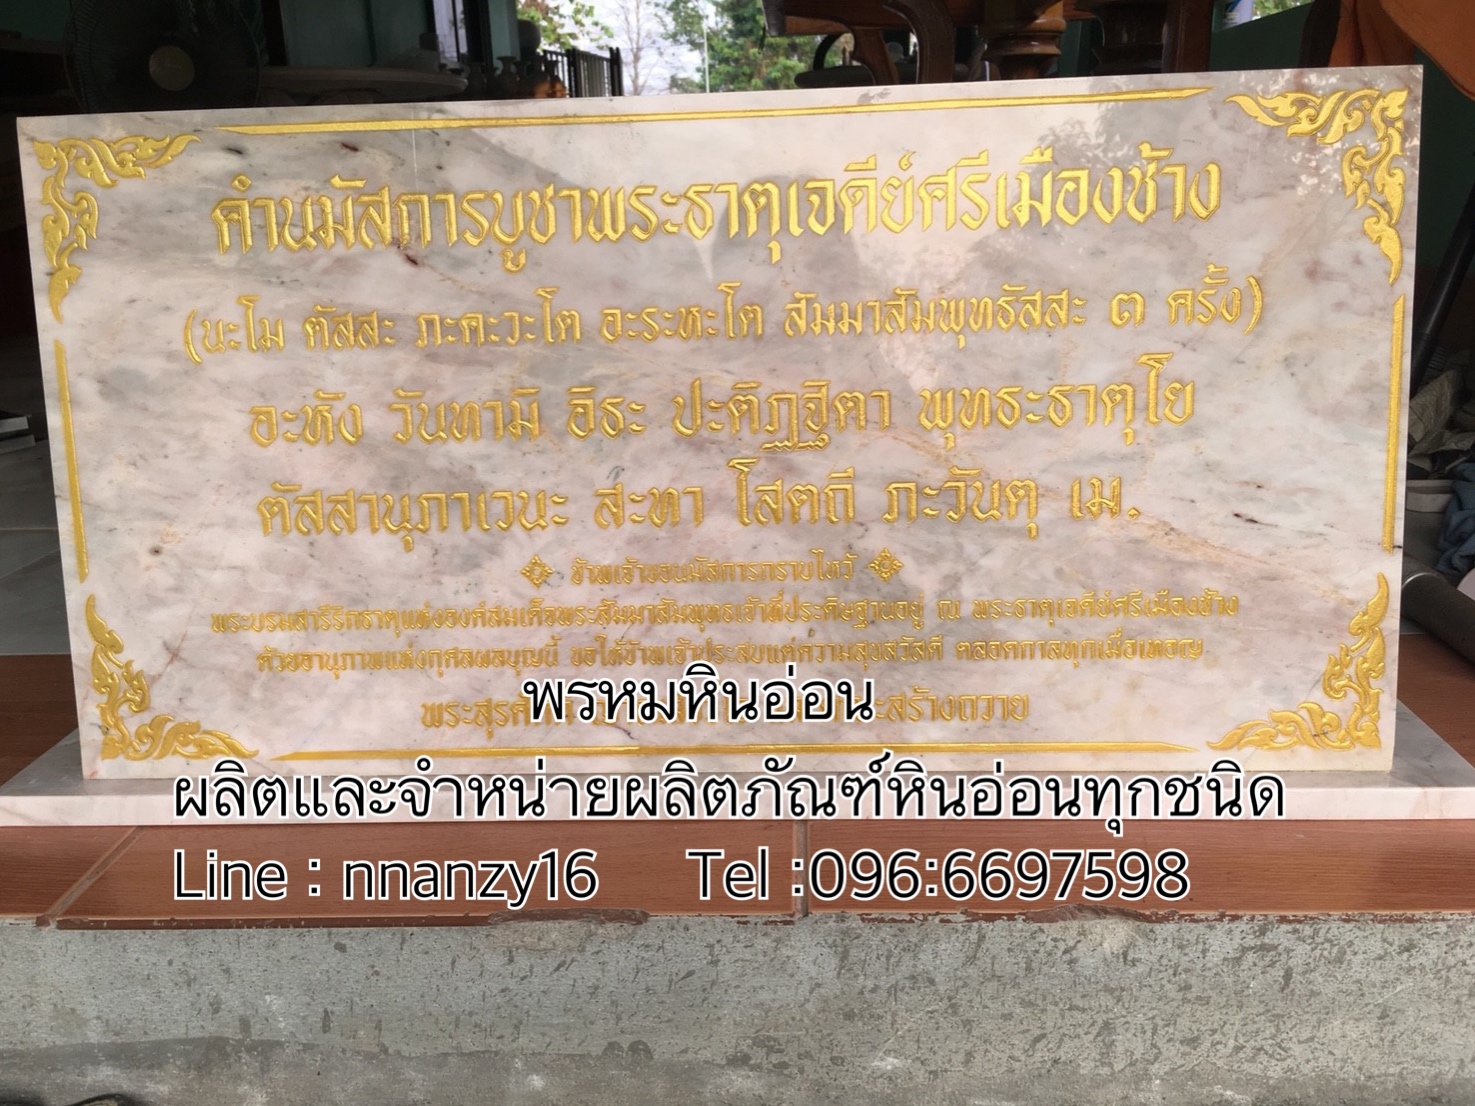 คำนมัสการบูชาพระธาตุเจดีย์ศรีเมืองช้าง
(นะโม ตัสสะ ภะคะวะโต อะระหะโต สัมมาสัมพุทธัสสะ ๓ ครั้ง)
อะหัง วันทามิ อิธะ ปะติฏฐิตา พุทธะธาตุโย
ตัสสานุภาเวนะ สะทา โสตถี ภะวันตุ เม.
ข้าพเจ้าขอนมัสการกราบไหว้
พระบรมสารีริกธาตุแห่งองค์สมเด็จพระสัมมาสัมพุทธเจ้าที่ประดิษฐานอยู่ ณ พระธาตุเจดีย์ศรีเมืองช้าง
ด้วยอานุภาพแห่งกุศลผลบุญนี้ ขอให้ข้าพเจ้าประสบแต่ความสุขสวัสดี ตลอดกาลทุกเมื่อเทอญ
สร้างถวาย
พรหมหินอ่อน
ผลิตและจำหน่ายผลิตภัณฑ์หินอ่อนทุกชนิด
Line : nnanzy16 Tel :096:6697598